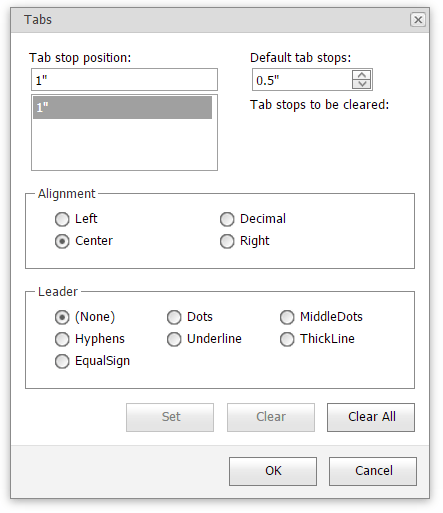 Tabs
Tab stop position: Default tab stops:
1" 0.5"
1" Tab stops to be cleared:
Alignment
Left Decimal
Center Right
Leader
(None) Dots MiddleDots
Hyphens Underline ThickLine
EqualSign
Set Clear Clear All
OK Cancel